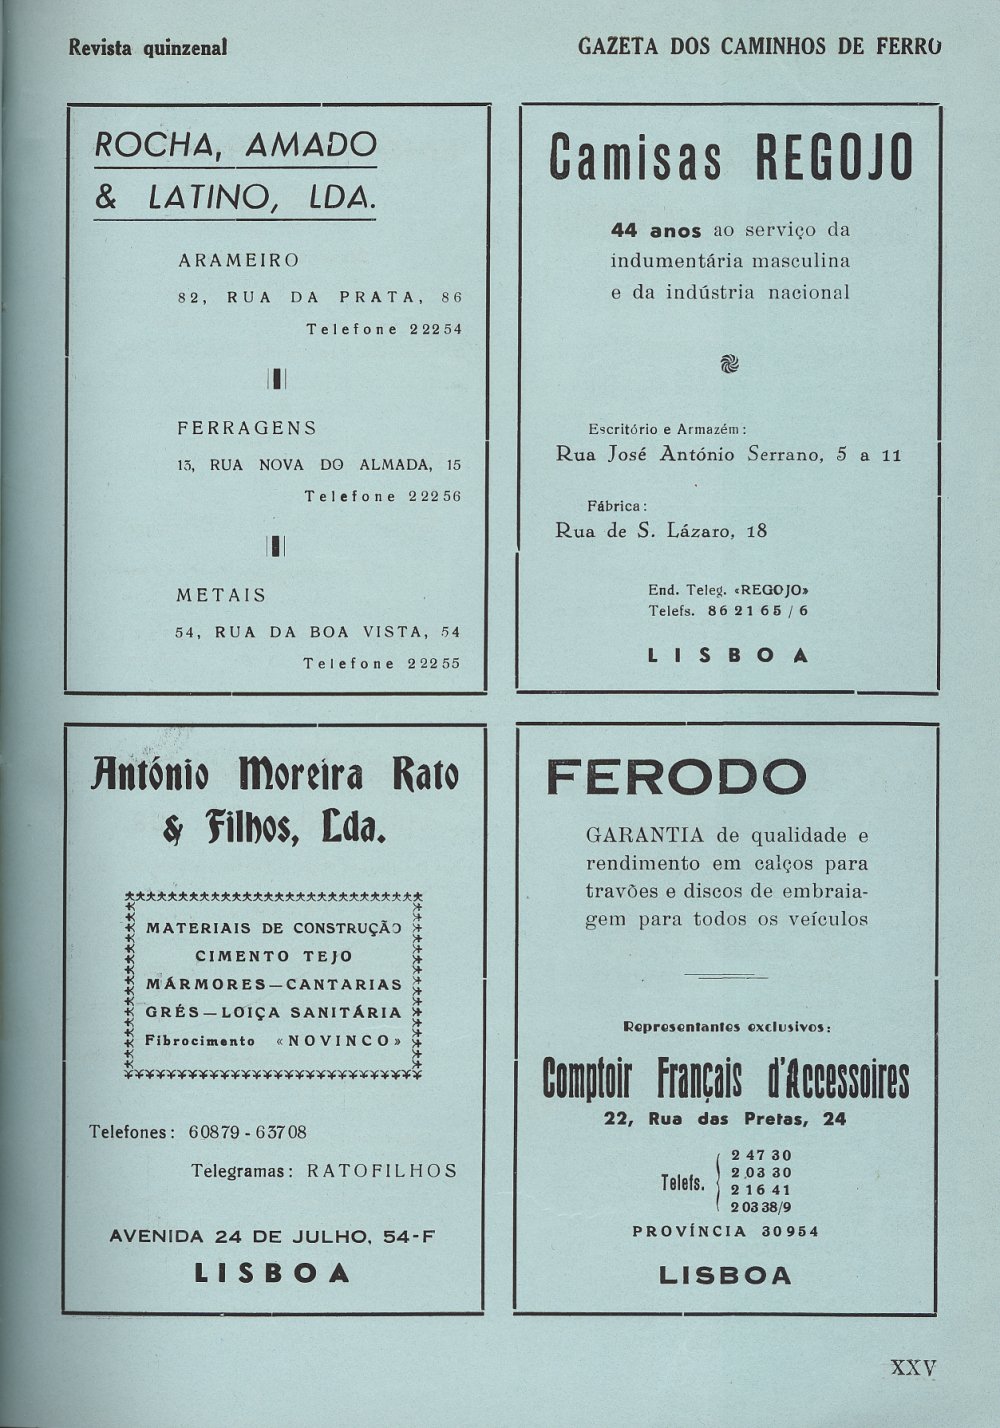 Revista quinzenal
GAZETA DOS CAMINHOS DE FERRO
ROCHA, AMADO
& LATINO, LDA.
ARAMEIRO
82, RUA DA PRATA, 86
Telefone 22254
FERRAGENS
13, RUA NOVA DO ALMADA, 15
Telefone 22256
METAIS
54, RUA DA BOA VISTA, 54
Telefone 22255
Camisas REGOJO
44 anos ao serviço da
indumentária masculina
e da indústria nacional
Escritório e Armazém:
Rua José António Serrano, 5 a 11
Fábrica:
Rua de S. Lázaro, 18
End. Teleg. «REGOJO»
Telefs. 86 21 65 / 6
LISBOA
António Moreira Rato
& Filhos, Lda.
MATERIAIS DE CONSTRUÇÃO
CIMENTO TEJO
MÁRMORES—CANTARIAS
GRÉS—LOIÇA SANITÁRIA
Fibrocimento «NOVINCO»
Telefones: 60879 - 63708
Telegramas: RATOFILHOS
AVENIDA 24 DE JULHO, 54-F
LISBOA
FERODO
GARANTIA de qualidade e
rendimento em calços para
travões e discos de embraia-
gem para todos os veículos
Representantes exclusivos:
Comptoir Français d'Accessoires
22, Rua das Pretas, 24
Telefs.
2 47 30
2 03 30
2 16 41
2 03 38/9
PROVÍNCIA 30954
LISBOA
XXV